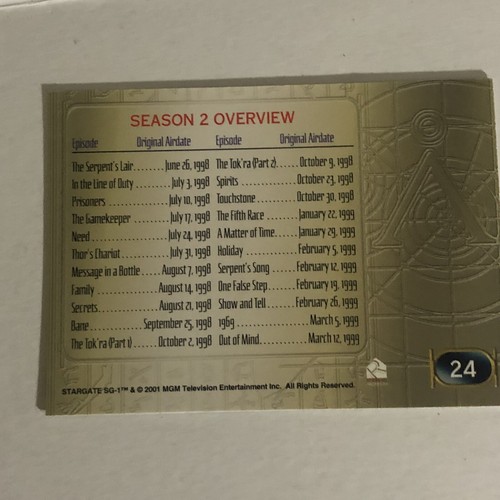 SEASON 2 OVERVIEW
Episode Original Airdate Episode Original Airdate
The Serpent's Lair........ June 26, 1998 The Tok'ra (Part 2)...... October 9, 1998
In the Line of Duty ...... July 3, 1998 Spirits ............ October 23, 1998
Prisoners ............ July 10, 1998 Touchstone ........ October 30, 1998
The Gamekeeper ...... July 17, 1998 The Fifth Race ...... January 22, 1999
Need .............. July 24, 1998 A Matter of Time..... January 29, 1999
Thor's Chariot ........ July 31, 1998 Holiday ........... February 5, 1999
Message in a Bottle .... August 7, 1998 Serpent's Song ..... February 12, 1999
Family ............ August 14, 1998 One False Step..... February 19, 1999
Secrets............ August 21, 1998 Show and Tell ..... February 26, 1999
Bane ........... September 25, 1998 1969 .............. March 5, 1999
The Tok'ra (Part 1) ..... October 2, 1998 Out of Mind......... March 12, 1999
STARGATE SG-1™ & © 2001 MGM Television Entertainment Inc. All Rights Reserved.
24